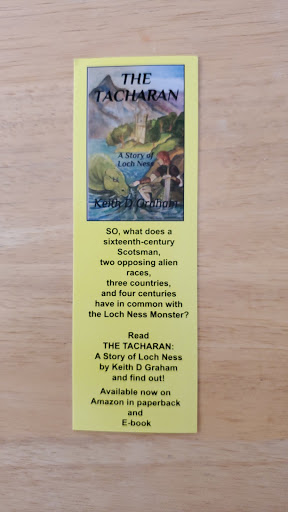 THE
TACHARAN
A Story of
Loch Ness
Keith D Graham
SO, what does a
sixteenth-century
Scotsman,
two opposing alien
races,
three countries,
and four centuries
have in common with
the Loch Ness Monster?
Read
THE TACHARAN:
A Story of Loch Ness
by Keith D Graham
and find out!
Available now on
Amazon in paperback
and
E-book